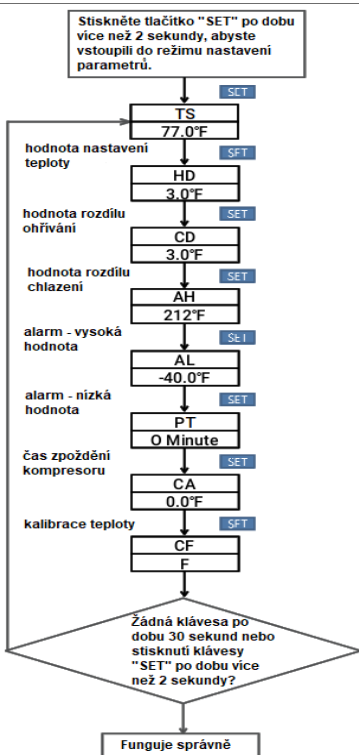 Stiskněte tlačítko "SET" po dobu
více než 2 sekundy, abyste
vstoupili do režimu nastavení
parametrů.
SET
TS
77.0°F
hodnota nastavení
teploty
SET
HD
3.0°F
hodnota rozdílu
ohřívání
SET
CD
3.0°F
hodnota rozdílu
chlazení
SET
AH
212°F
alarm - vysoká
hodnota
SET
AL
-40.0°F
alarm - nízká
hodnota
SET
PT
0 Minute
čas zpoždění
kompresoru
SET
CA
0.0°F
kalibrace teploty
SET
CF
F
Žádná klávesa po
dobu 30 sekund nebo
stisknutí klávesy
"SET" po dobu více
než 2 sekundy?
Funguje správně